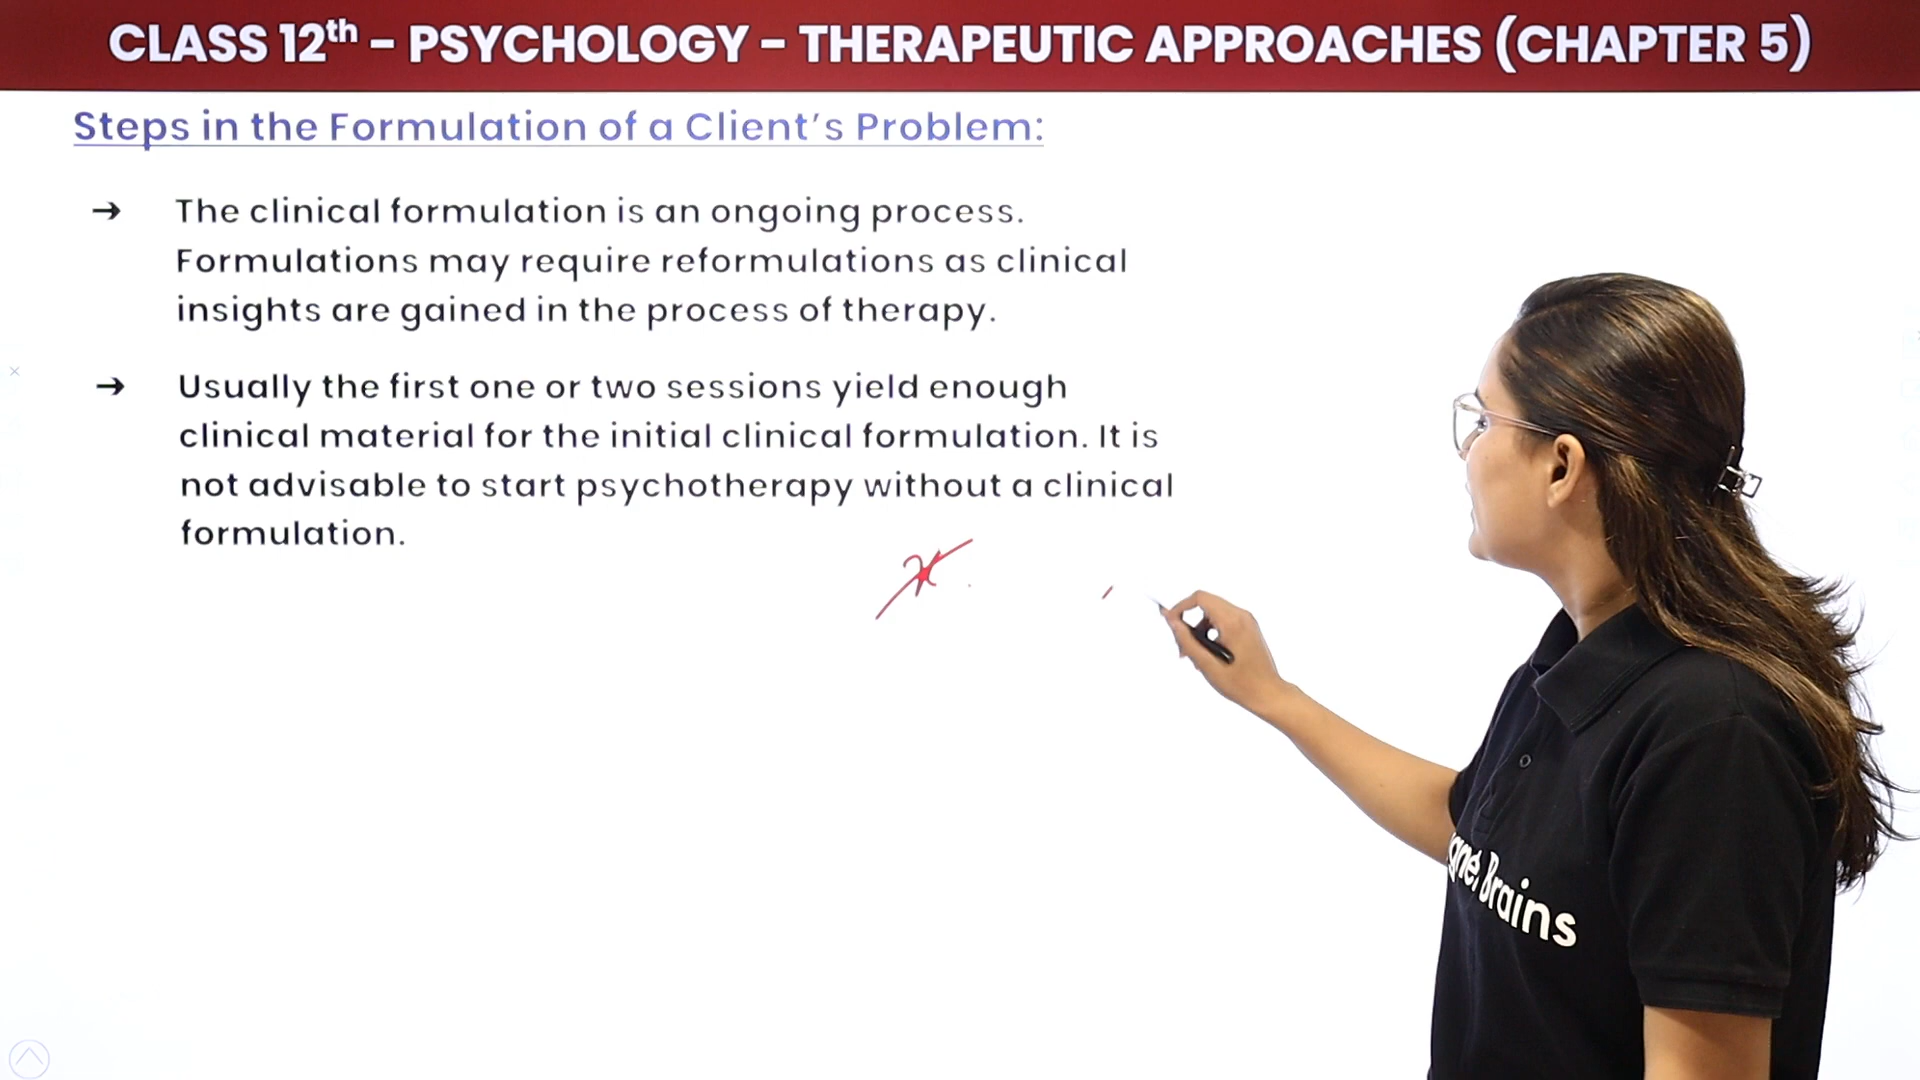 CLASS 12th - PSYCHOLOGY - THERAPEUTIC APPROACHES (CHAPTER 5)
Steps in the Formulation of a Client's Problem:
➔ The clinical formulation is an ongoing process.
Formulations may require reformulations as clinical
insights are gained in the process of therapy.
➔ Usually the first one or two sessions yield enough
clinical material for the initial clinical formulation. It is
not advisable to start psychotherapy without a clinical
formulation.
Brains